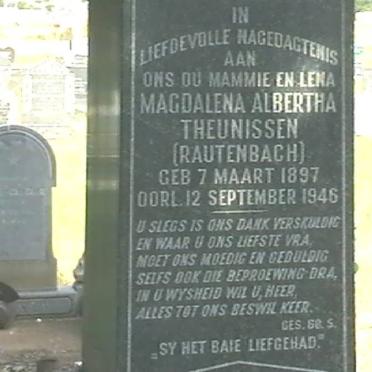 IN
LIEFDEVOLLE NAGEDAGTENIS
AAN
ONS OU MAMMIE EN LENA
MAGDALENA ALBERTHA
THEUNISSEN
(RAUTENBACH)
GEB 7 MAART 1897
OORL. 12 SEPTEMBER 1946
U SLEGS IS ONS DANK VERSKULDIG
EN WAAR U ONS LIEFSTE VRA,
MOET ONS MOEDIG EN GEDULDIG
SELFS OOK DIE BEPROEWING DRA,
IN U WYSHEID WIL U, HEER,
ALLES TOT ONS BESWIL KEER.
GES. 60. 5.
„SY HET BAIE LIEFGEHAD."